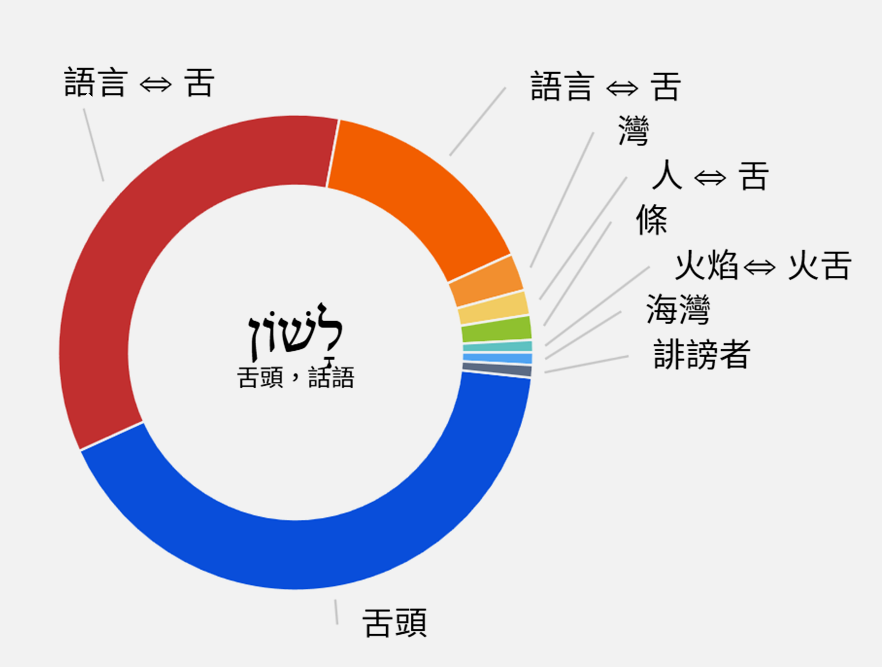 語言 ⇔ 舌
語言 ⇔ 舌
灣
人 ⇔ 舌
條
火焰⇔ 火舌
海灣
誹謗者
לָשׁוֹן
舌頭，話語
舌頭